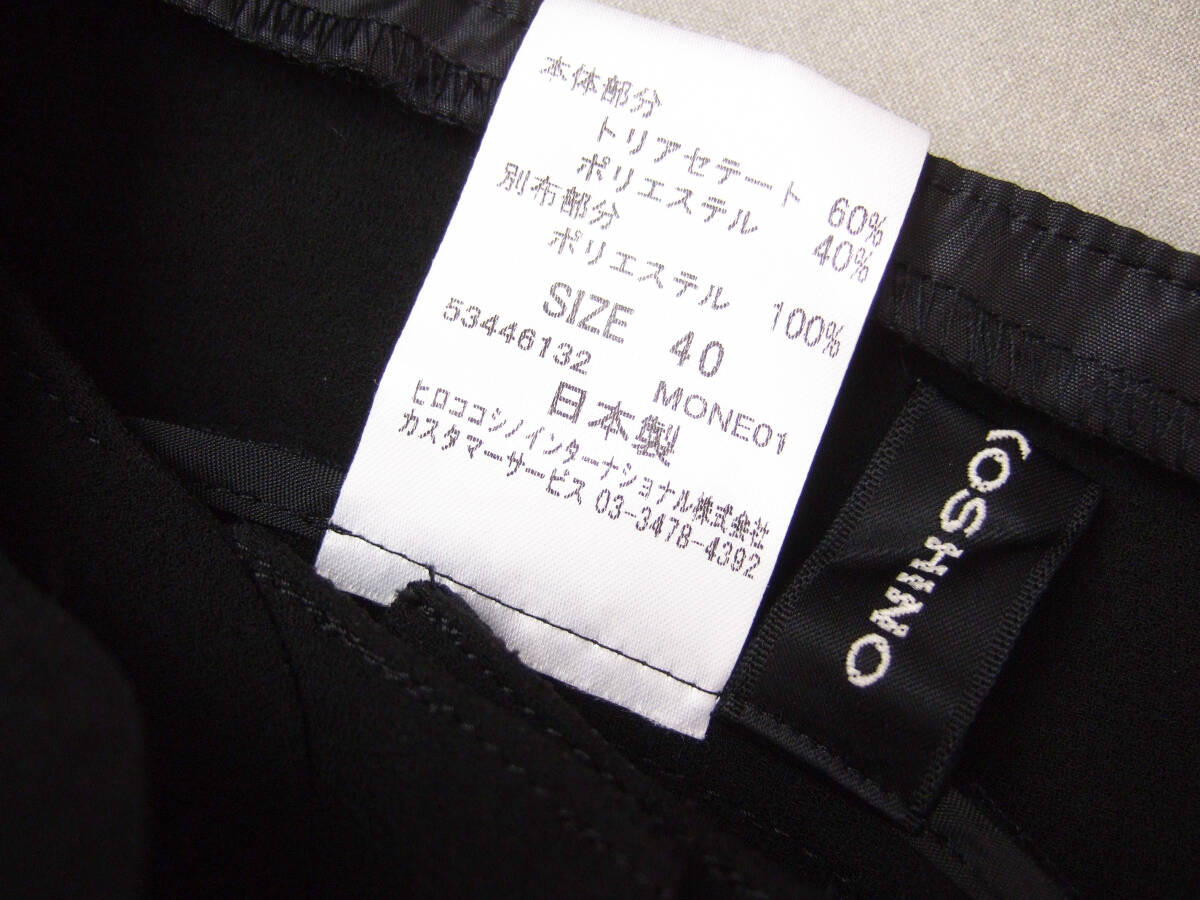 本体部分
トリアセテート 60%
ポリエステル 40%
別布部分
ポリエステル 100%
SIZE 40
53446132 MONE01
日本製
ヒロココシノインターナショナル株式会社
カスタマーサービス 03-3478-4392
OSHINO